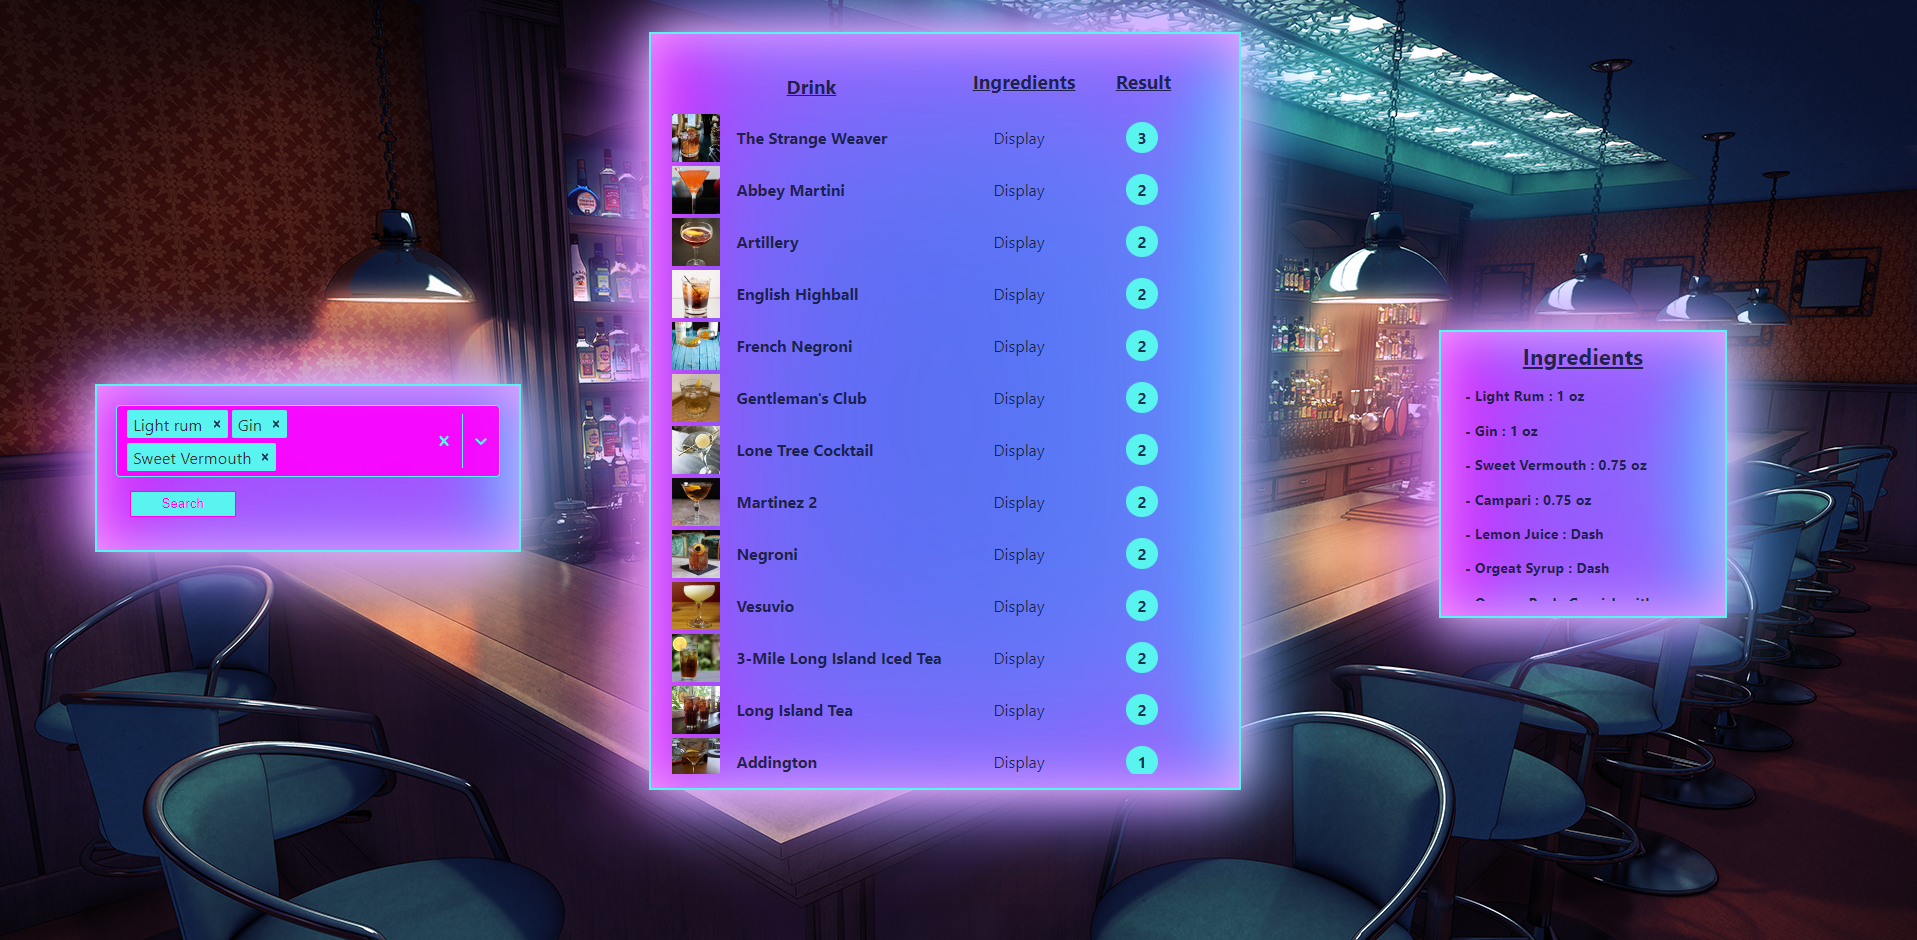 Light rum × Gin ×
Sweet Vermouth ×
Search
Drink Ingredients Result
The Strange Weaver Display 3
Abbey Martini Display 2
Artillery Display 2
English Highball Display 2
French Negroni Display 2
Gentleman's Club Display 2
Lone Tree Cocktail Display 2
Martinez 2 Display 2
Negroni Display 2
Vesuvio Display 2
3-Mile Long Island Iced Tea Display 2
Long Island Tea Display 2
Addington Display 1
Ingredients
- Light Rum : 1 oz
- Gin : 1 oz
- Sweet Vermouth : 0.75 oz
- Campari : 0.75 oz
- Lemon Juice : Dash
- Orgeat Syrup : Dash